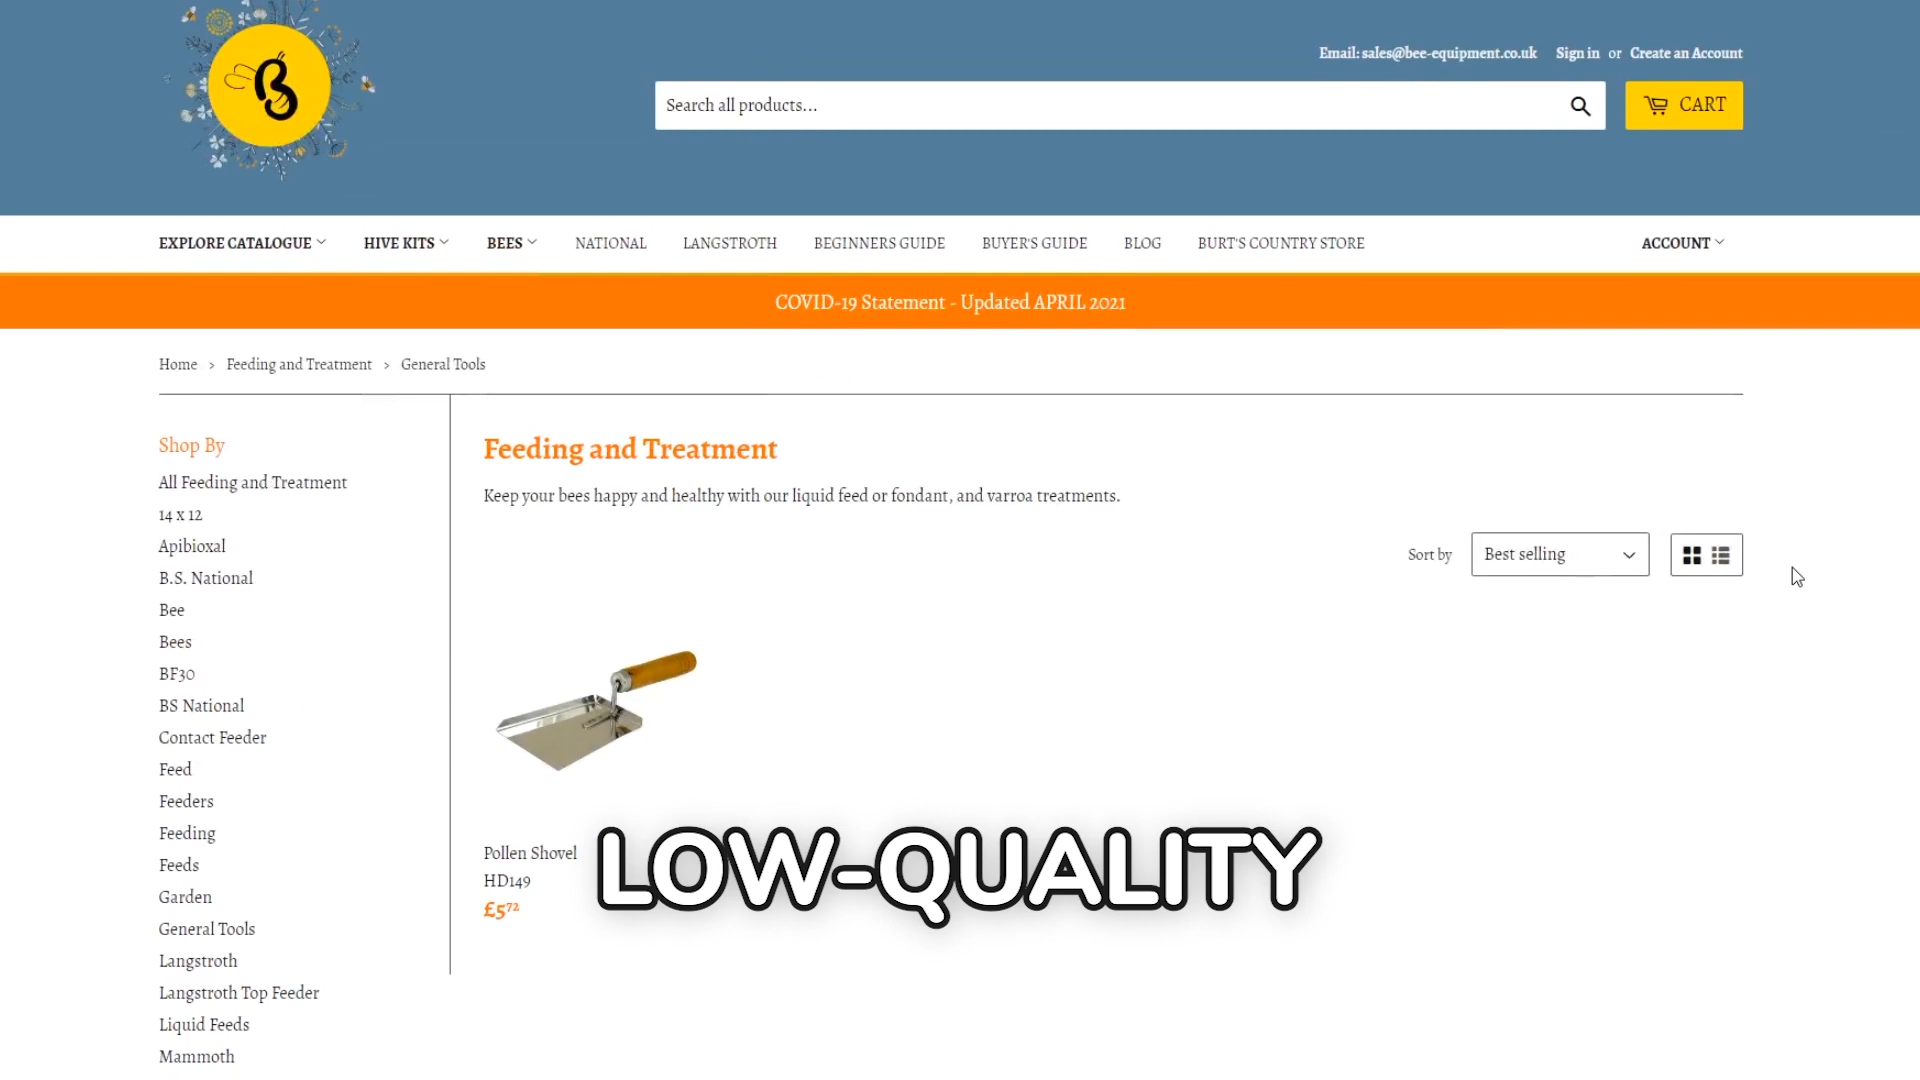 B
Email: sales@bee-equipment.co.uk Sign in or Create an Account
Search all products...
CART
EXPLORE CATALOGUE HIVE KITS BEES NATIONAL LANGSTROTH BEGINNERS GUIDE BUYER'S GUIDE BLOG BURT'S COUNTRY STORE ACCOUNT
COVID-19 Statement - Updated APRIL 2021
Home › Feeding and Treatment › General Tools
Shop By
All Feeding and Treatment
14 x 12
Apibioxal
B.S. National
Bee
Bees
BF30
BS National
Contact Feeder
Feed
Feeders
Feeding
Feeds
Garden
General Tools
Langstroth
Langstroth Top Feeder
Liquid Feeds
Mammoth
Feeding and Treatment
Keep your bees happy and healthy with our liquid feed or fondant, and varroa treatments.
Sort by Best selling
Pollen Shovel
HD149
£5⁷²
LOW-QUALITY